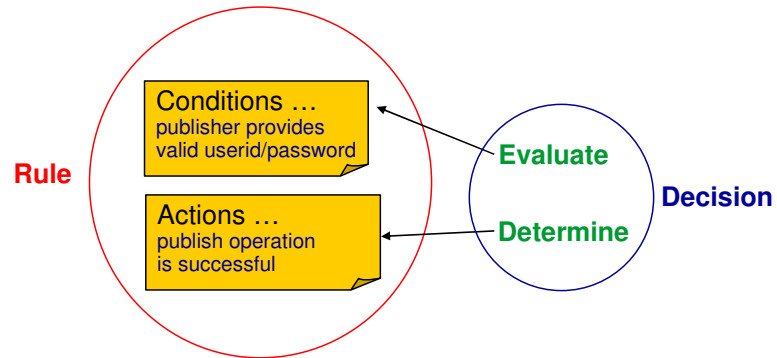 Rule
Conditions …
publisher provides
valid userid/password
Actions …
publish operation
is successful
Evaluate
Determine
Decision